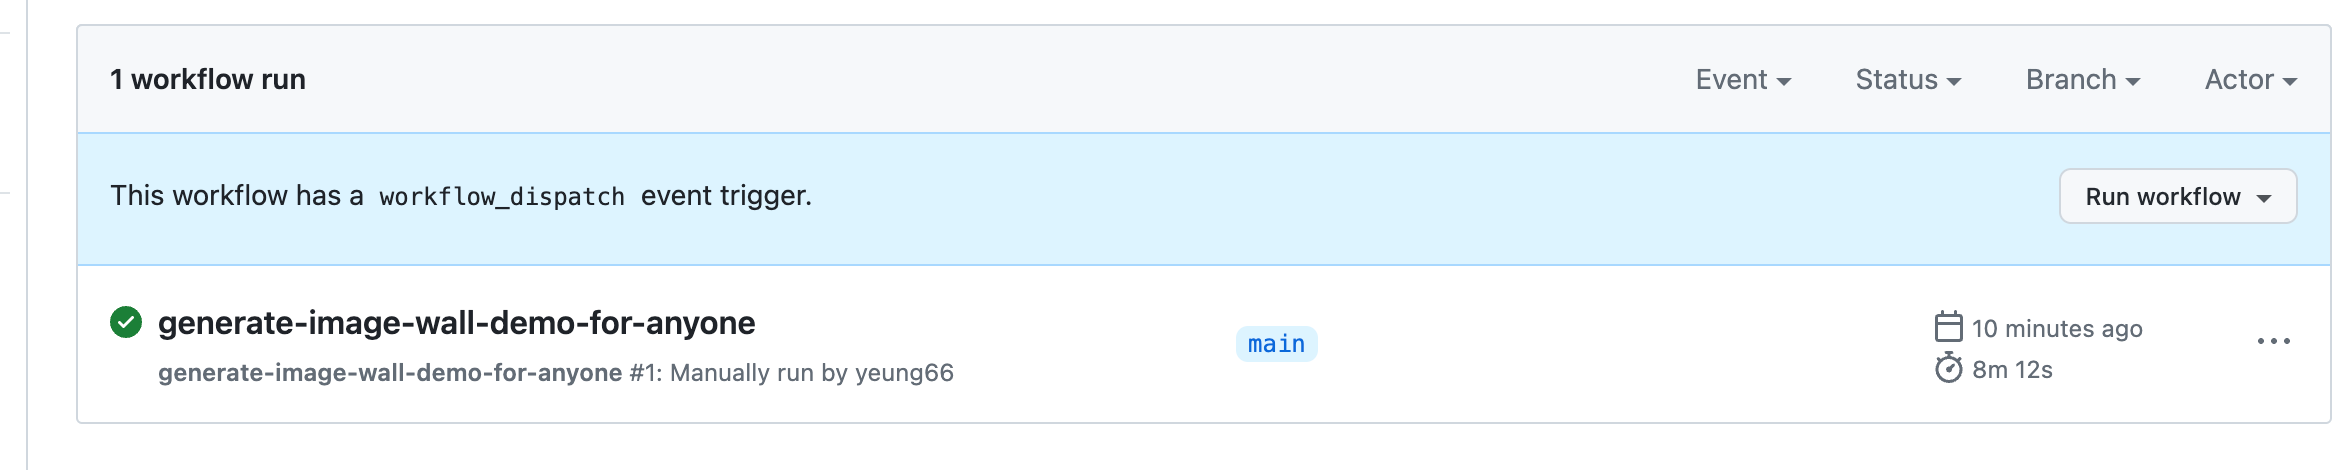 1 workflow run
Event
Status
Branch
Actor
This workflow has a workflow_dispatch event trigger.
Run workflow
generate-image-wall-demo-for-anyone
generate-image-wall-demo-for-anyone #1: Manually run by yeung66
main
10 minutes ago
8m 12s